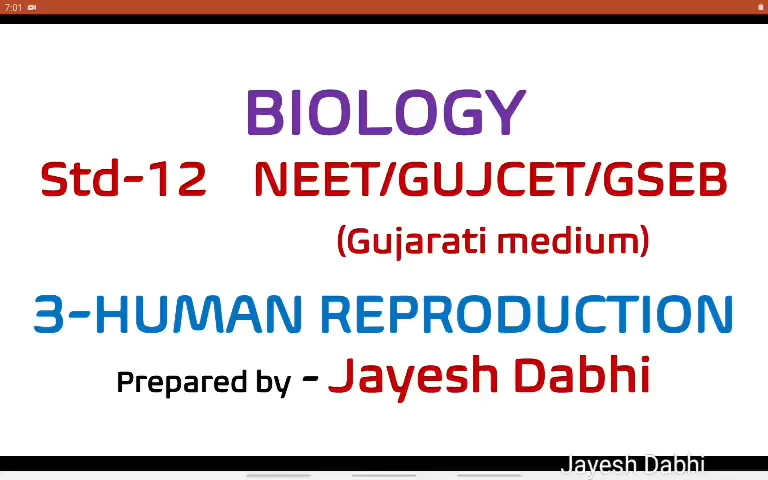 7:01
BIOLOGY
Std-12 NEET/GUJCET/GSEB
(Gujarati medium)
3-HUMAN REPRODUCTION
Prepared by - Jayesh Dabhi
Jayesh Dabhi